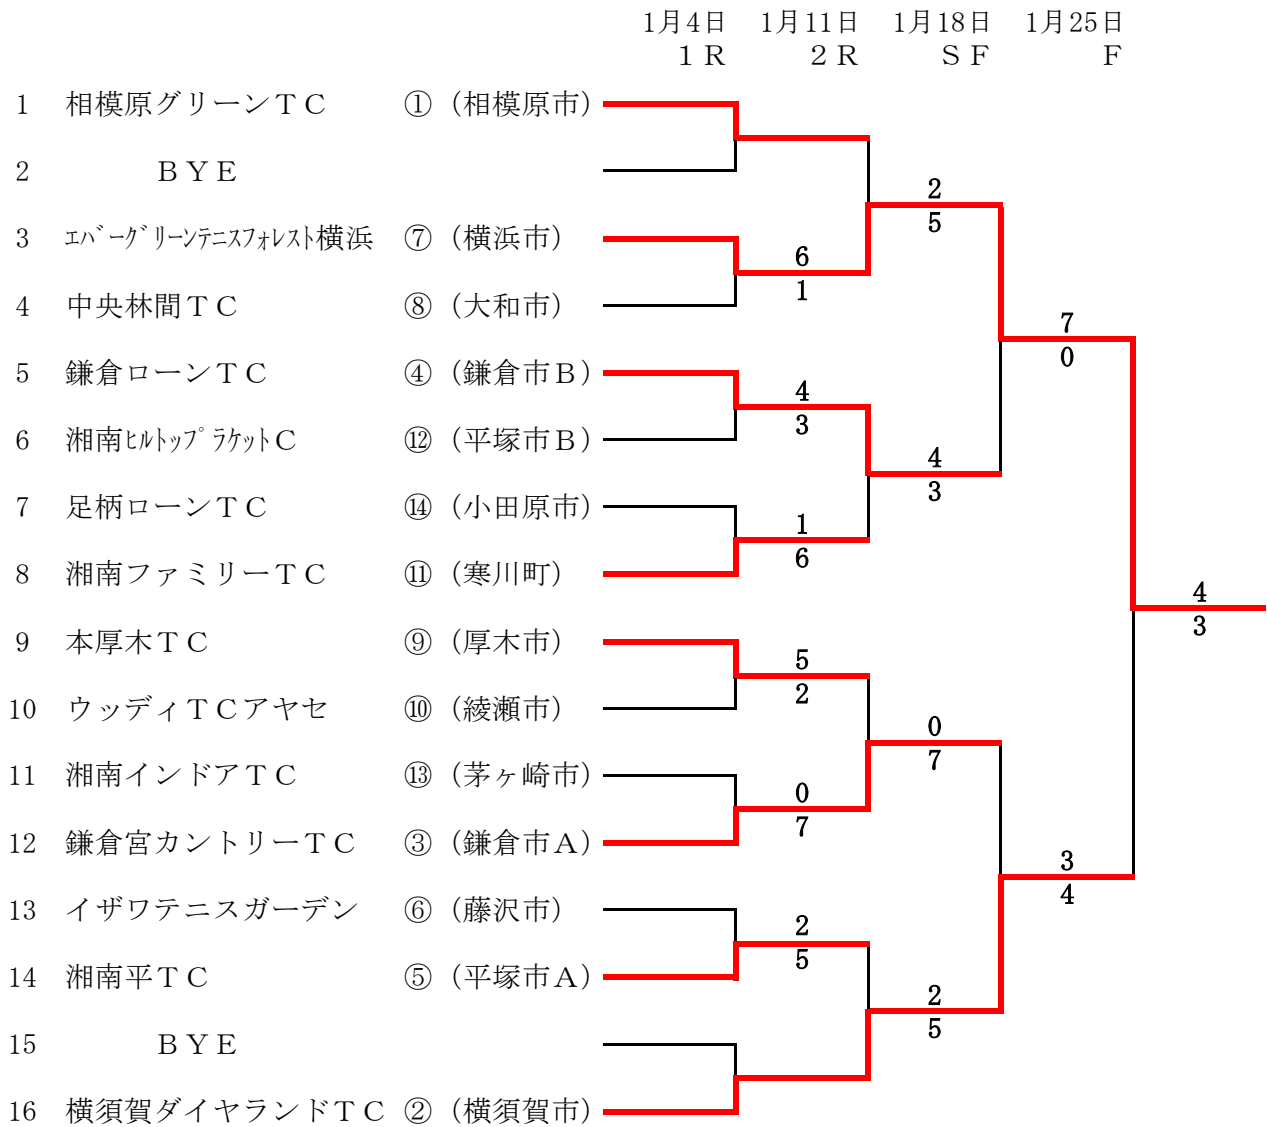 1月4日 1月11日 1月18日 1月25日
１Ｒ ２Ｒ ＳＦ Ｆ
1 相模原グリーンＴＣ ① (相模原市)
2 ＢＹＥ
2
5
3 ｴﾊﾞｰｸﾞﾘｰﾝﾃﾆｽﾌｫﾚｽﾄ横浜 ⑦ (横浜市)
6
1
4 中央林間ＴＣ ⑧ (大和市)
7
0
5 鎌倉ローンＴＣ ④ (鎌倉市Ｂ)
4
3
6 湘南ﾋﾙﾄｯﾌﾟﾗｹｯﾄＣ ⑫ (平塚市Ｂ)
4
3
7 足柄ローンＴＣ ⑭ (小田原市)
1
6
8 湘南ファミリーＴＣ ⑪ (寒川町)
4
3
9 本厚木ＴＣ ⑨ (厚木市)
5
2
10 ウッディＴＣアヤセ ⑩ (綾瀬市)
0
7
11 湘南インドアＴＣ ⑬ (茅ヶ崎市)
0
7
12 鎌倉宮カントリーＴＣ ③ (鎌倉市Ａ)
3
4
13 イザワテニスガーデン ⑥ (藤沢市)
2
5
14 湘南平ＴＣ ⑤ (平塚市Ａ)
2
5
15 ＢＹＥ
16 横須賀ダイヤランドＴＣ ② (横須賀市)